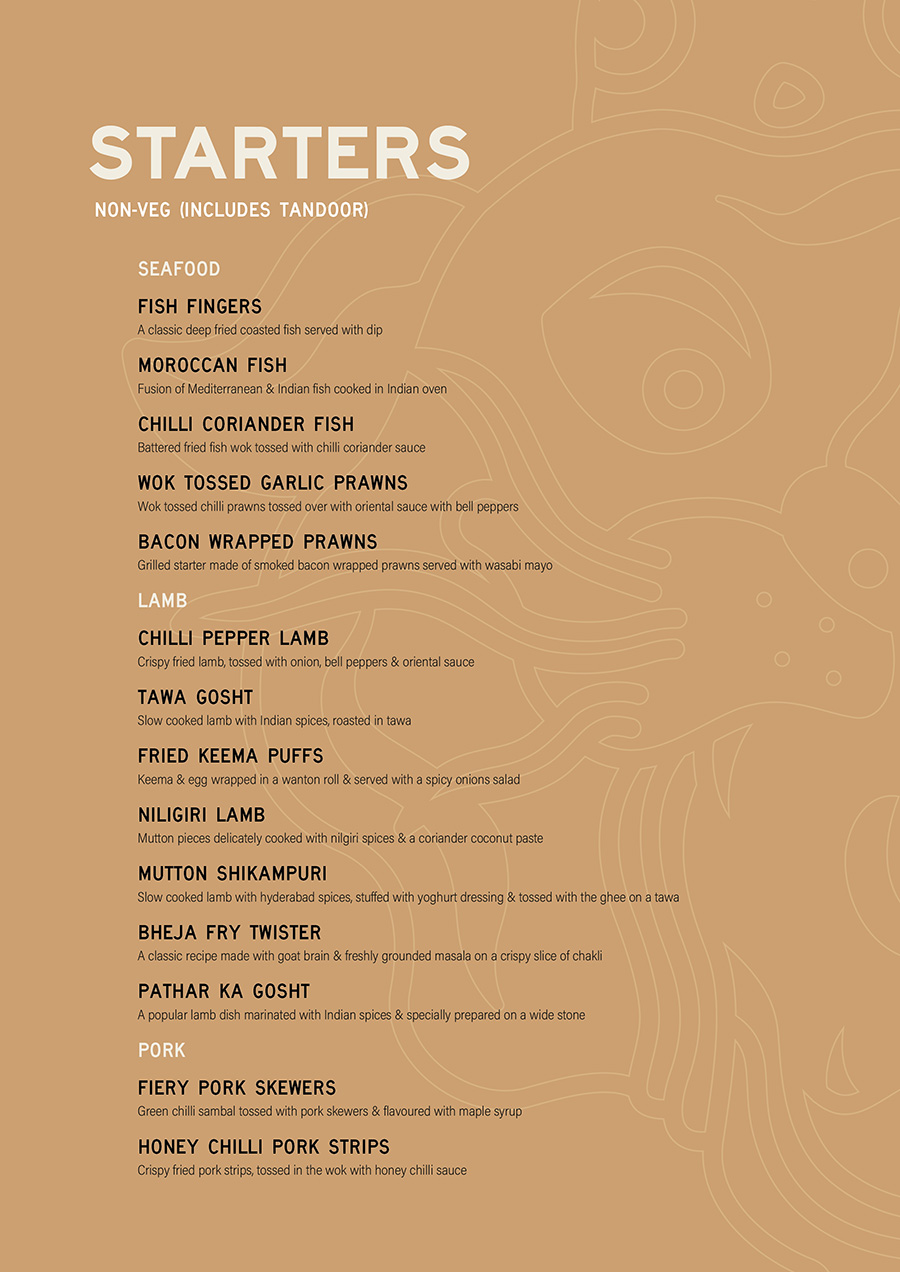 STARTERS
NON-VEG (INCLUDES TANDOOR)
SEAFOOD
FISH FINGERS
A classic deep fried coasted fish served with dip
MOROCCAN FISH
Fusion of Mediterranean & Indian fish cooked in Indian oven
CHILLI CORIANDER FISH
Battered fried fish wok tossed with chilli coriander sauce
WOK TOSSED GARLIC PRAWNS
Wok tossed chilli prawns tossed over with oriental sauce with bell peppers
BACON WRAPPED PRAWNS
Grilled starter made of smoked bacon wrapped prawns served with wasabi mayo
LAMB
CHILLI PEPPER LAMB
Crispy fried lamb, tossed with onion, bell peppers & oriental sauce
TAWA GOSHT
Slow cooked lamb with Indian spices, roasted in tawa
FRIED KEEMA PUFFS
Keema & egg wrapped in a wanton roll & served with a spicy onions salad
NILIGIRI LAMB
Mutton pieces delicately cooked with nilgiri spices & a coriander coconut paste
MUTTON SHIKAMPURI
Slow cooked lamb with hyderabad spices, stuffed with yoghurt dressing & tossed with the ghee on a tawa
BHEJA FRY TWISTER
A classic recipe made with goat brain & freshly grounded masala on a crispy slice of chakli
PATHAR KA GOSHT
A popular lamb dish marinated with Indian spices & specially prepared on a wide stone
PORK
FIERY PORK SKEWERS
Green chilli sambal tossed with pork skewers & flavoured with maple syrup
HONEY CHILLI PORK STRIPS
Crispy fried pork strips, tossed in the wok with honey chilli sauce